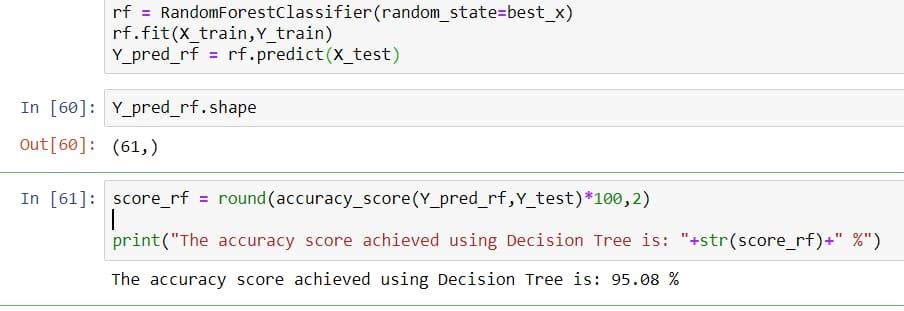 rf = RandomForestClassifier(random_state=best_x)
rf.fit(X_train,Y_train)
Y_pred_rf = rf.predict(X_test)
In [60]: Y_pred_rf.shape
Out[60]: (61,)
In [61]: score_rf = round(accuracy_score(Y_pred_rf,Y_test)*100,2)
print("The accuracy score achieved using Decision Tree is: "+str(score_rf)+" %")
The accuracy score achieved using Decision Tree is: 95.08 %